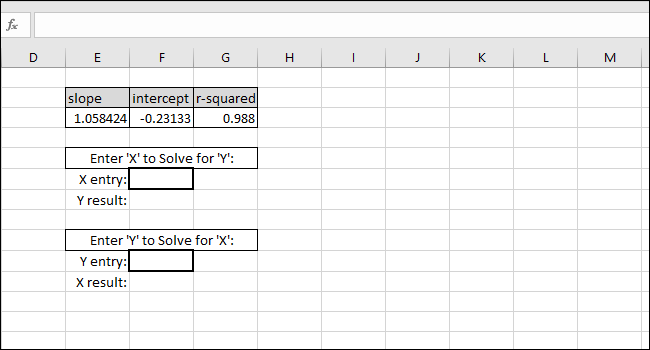 fx
D E F G H I J K L M
slope intercept r-squared
1.058424 -0.23133 0.988
Enter 'X' to Solve for 'Y':
X entry:
Y result:
Enter 'Y' to Solve for 'X':
Y entry:
X result: